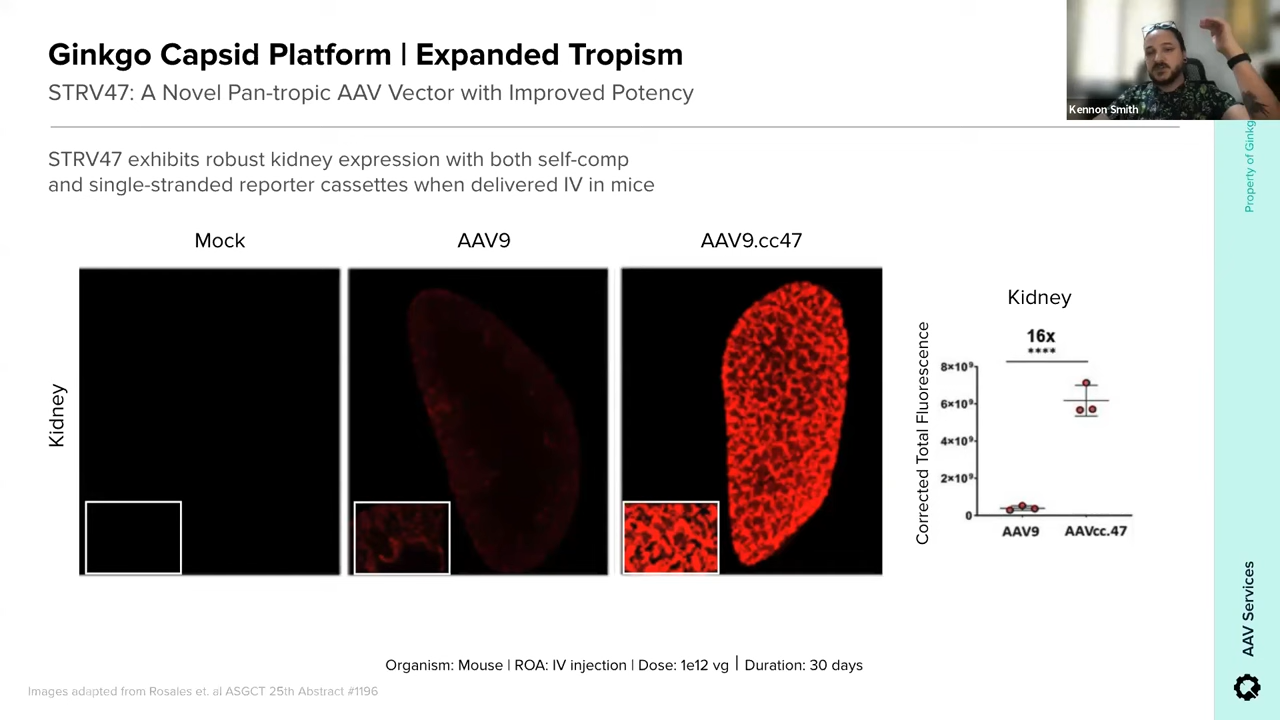 Ginkgo Capsid Platform | Expanded Tropism
STRV47: A Novel Pan-tropic AAV Vector with Improved Potency
Kennon Smith
Property of Ginkg
STRV47 exhibits robust kidney expression with both self-comp
and single-stranded reporter cassettes when delivered IV in mice
Mock
AAV9
AAV9.cc47
Kidney
Kidney
16x
****
Corrected Total Fluorescence
8×10⁹
6×10⁹
4×10⁹
2×10⁹
0
AAV9
AAVcc.47
Organism: Mouse | ROA: IV injection | Dose: 1e12 vg | Duration: 30 days
Images adapted from Rosales et. al ASGCT 25th Abstract #1196
AAV Services